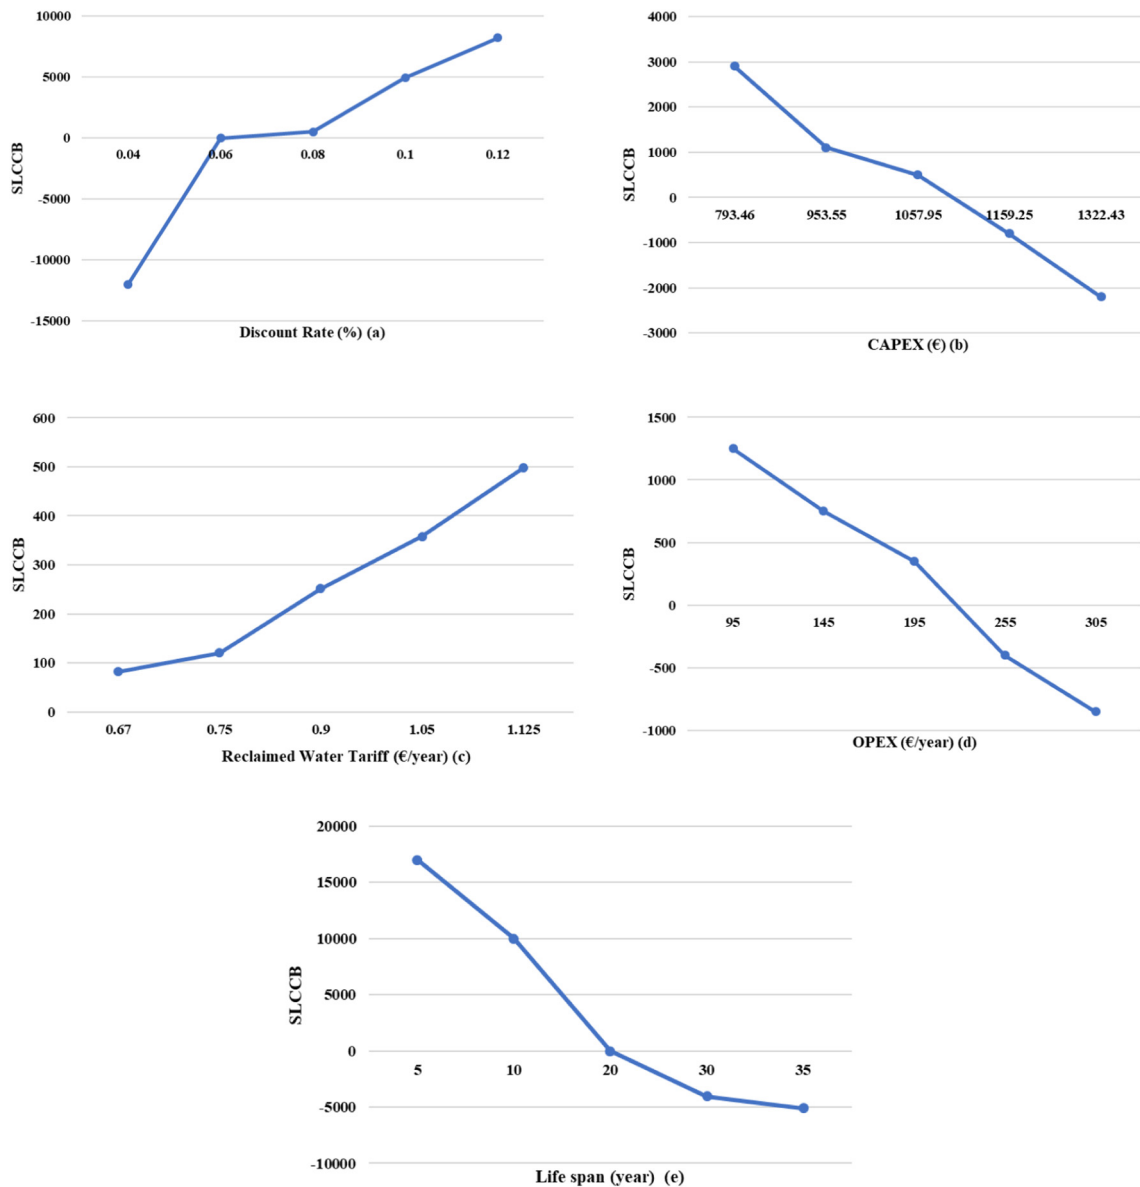 10000
5000
0
-5000
-10000
-15000
SLCCB
0.04 0.06 0.08 0.1 0.12
Discount Rate (%) (a)
4000
3000
2000
1000
0
-1000
-2000
-3000
SLCCB
793.46 953.55 1057.95 1159.25 1322.43
CAPEX (€) (b)
600
500
400
300
200
100
0
SLCCB
0.67 0.75 0.9 1.05 1.125
Reclaimed Water Tariff (€/year) (c)
1500
1000
500
0
-500
-1000
SLCCB
95 145 195 255 305
OPEX (€/year) (d)
20000
15000
10000
5000
0
-5000
-10000
SLCCB
5 10 20 30 35
Life span (year) (e)